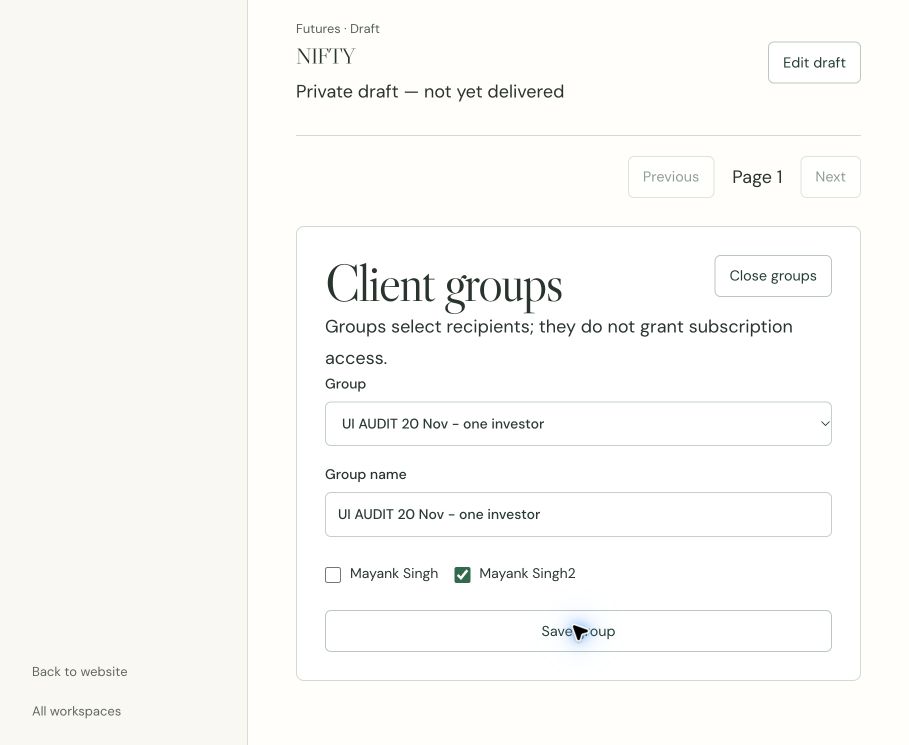 Futures · Draft
NIFTY
Edit draft
Private draft — not yet delivered
Previous
Page 1
Next
Client groups
Close groups
Groups select recipients; they do not grant subscription
access.
Group
UI AUDIT 20 Nov - one investor
Group name
UI AUDIT 20 Nov - one investor
Mayank Singh
Mayank Singh2
Save group
Back to website
All workspaces